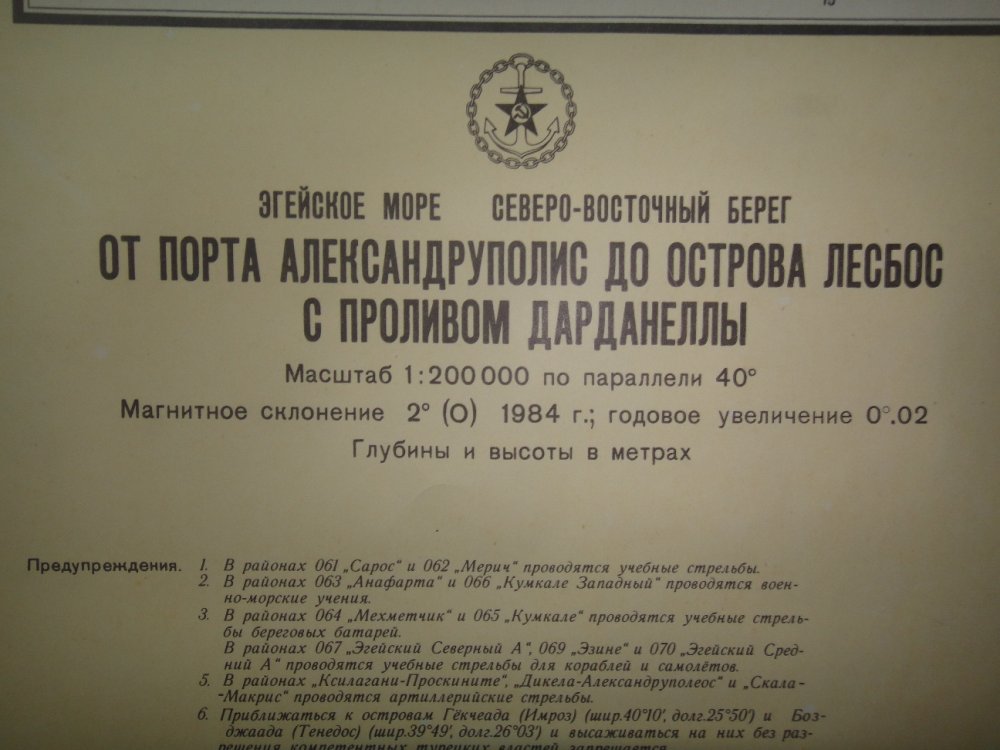 ЭГЕЙСКОЕ МОРЕ СЕВЕРО-ВОСТОЧНЫЙ БЕРЕГ
ОТ ПОРТА АЛЕКСАНДРУПОЛИС ДО ОСТРОВА ЛЕСБОС
С ПРОЛИВОМ ДАРДАНЕЛЛЫ
Масштаб 1:200 000 по параллели 40°
Магнитное склонение 2° (O) 1984 г.; годовое увеличение 0°.02
Глубины и высоты в метрах
Предупреждения. 1. В районах 061 „Сарос“ и 062 „Мерич“ проводятся учебные стрельбы.
2. В районах 063 „Анафарта“ и 066 „Кумкале Западный“ проводятся воен-
но-морские учения.
3. В районах 064 „Мехметчик“ и 065 „Кумкале“ проводятся учебные стрель-
бы береговых батарей.
В районах 067 „Эгейский Северный А“, 069 „Эзине“ и 070 „Эгейский Сред-
ний А“ проводятся учебные стрельбы для кораблей и самолётов.
5. В районах „Ксилагани-Проскините“, „Дикела-Александруполеос“ и „Скала-
-Макрис“ проводятся артиллерийские стрельбы.
6. Приближаться к островам Гёкчеада (Имроз) (шир.40°10′, долг.25°50′) и Боз-
джаада (Тенедос) (шир.39°49′, долг.26°03′) и высаживаться на них без раз-
решения компетентных турецких властей запрещается.